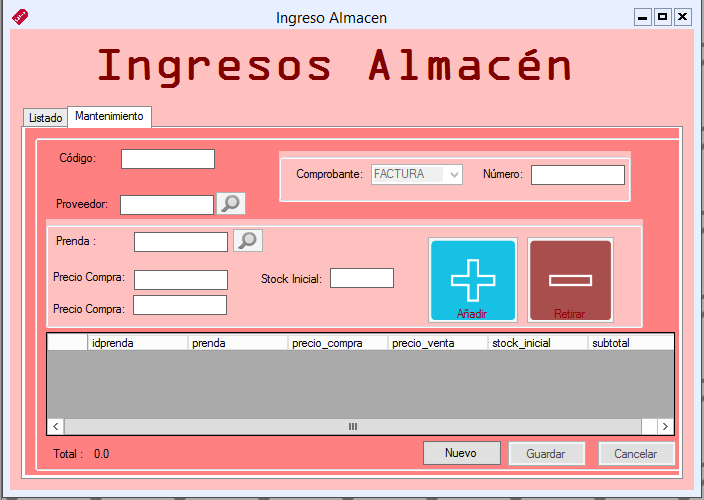 Ingreso Almacen
Ingresos Almacén
Listado Mantenimiento
Código:
Comprobante: FACTURA Número:
Proveedor:
Prenda :
Precio Compra: Stock Inicial:
Precio Compra:
Añadir Retirar
idprenda prenda precio_compra precio_venta stock_inicial subtotal
Total : 0.0 Nuevo Guardar Cancelar